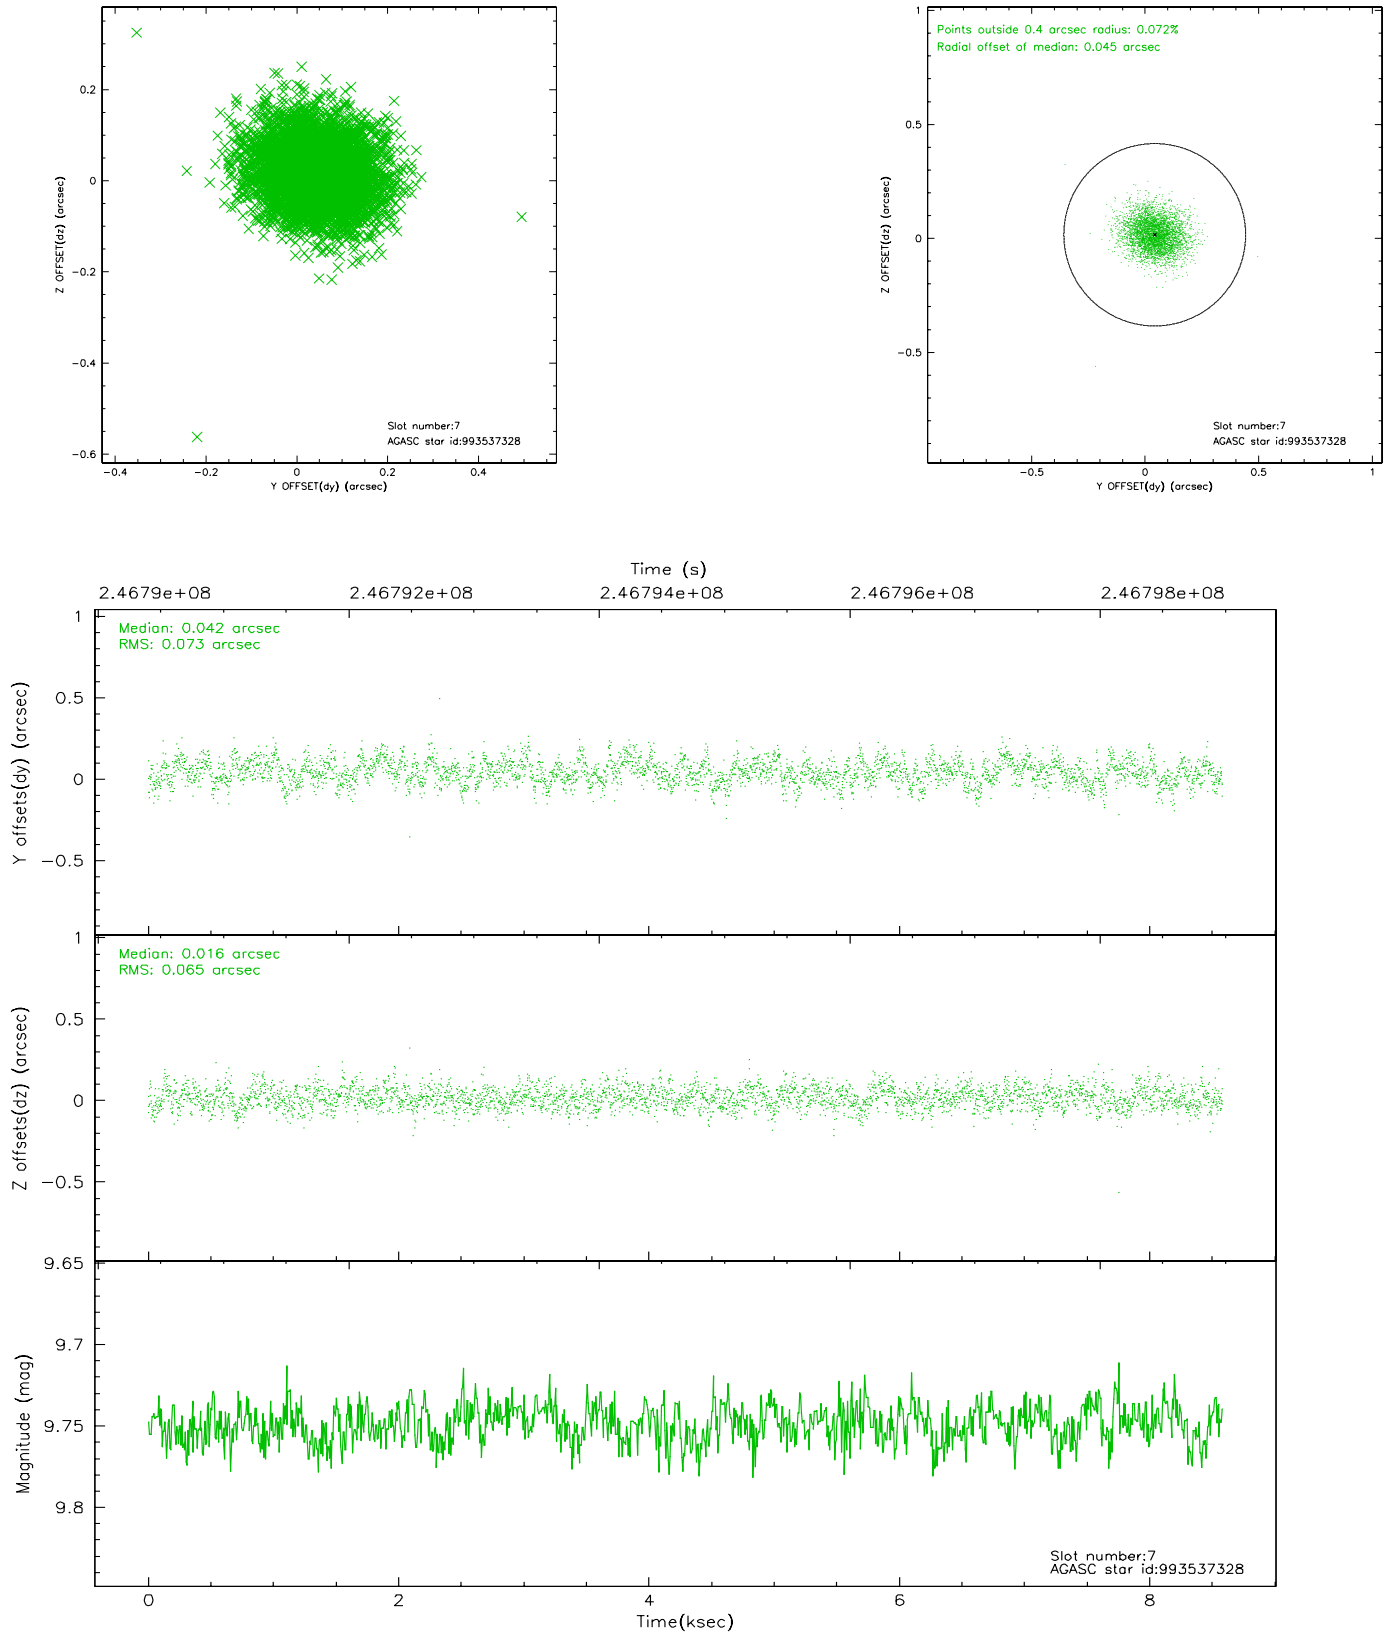 0.2
0
-0.2
-0.4
-0.6
-0.4
-0.2
0
0.2
0.4
Z OFFSET(dz) (arcsec)
Y OFFSET(dy) (arcsec)
Slot number:7
AGASC star id:993537328
Points outside 0.4 arcsec radius: 0.072%
Radial offset of median: 0.045 arcsec
1
0.5
0
-0.5
-0.5
0
0.5
1
Z OFFSET(dz) (arcsec)
Y OFFSET(dy) (arcsec)
Slot number:7
AGASC star id:993537328
Time (s)
2.4679e+08
2.46792e+08
2.46794e+08
2.46796e+08
2.46798e+08
Median: 0.042 arcsec
RMS: 0.073 arcsec
1
0.5
0
-0.5
Y offsets(dy) (arcsec)
Median: 0.016 arcsec
RMS: 0.065 arcsec
1
0.5
0
-0.5
Z offsets(dz) (arcsec)
9.65
9.7
9.75
9.8
Magnitude (mag)
Slot number:7
AGASC star id:993537328
0
2
4
6
8
Time(ksec)